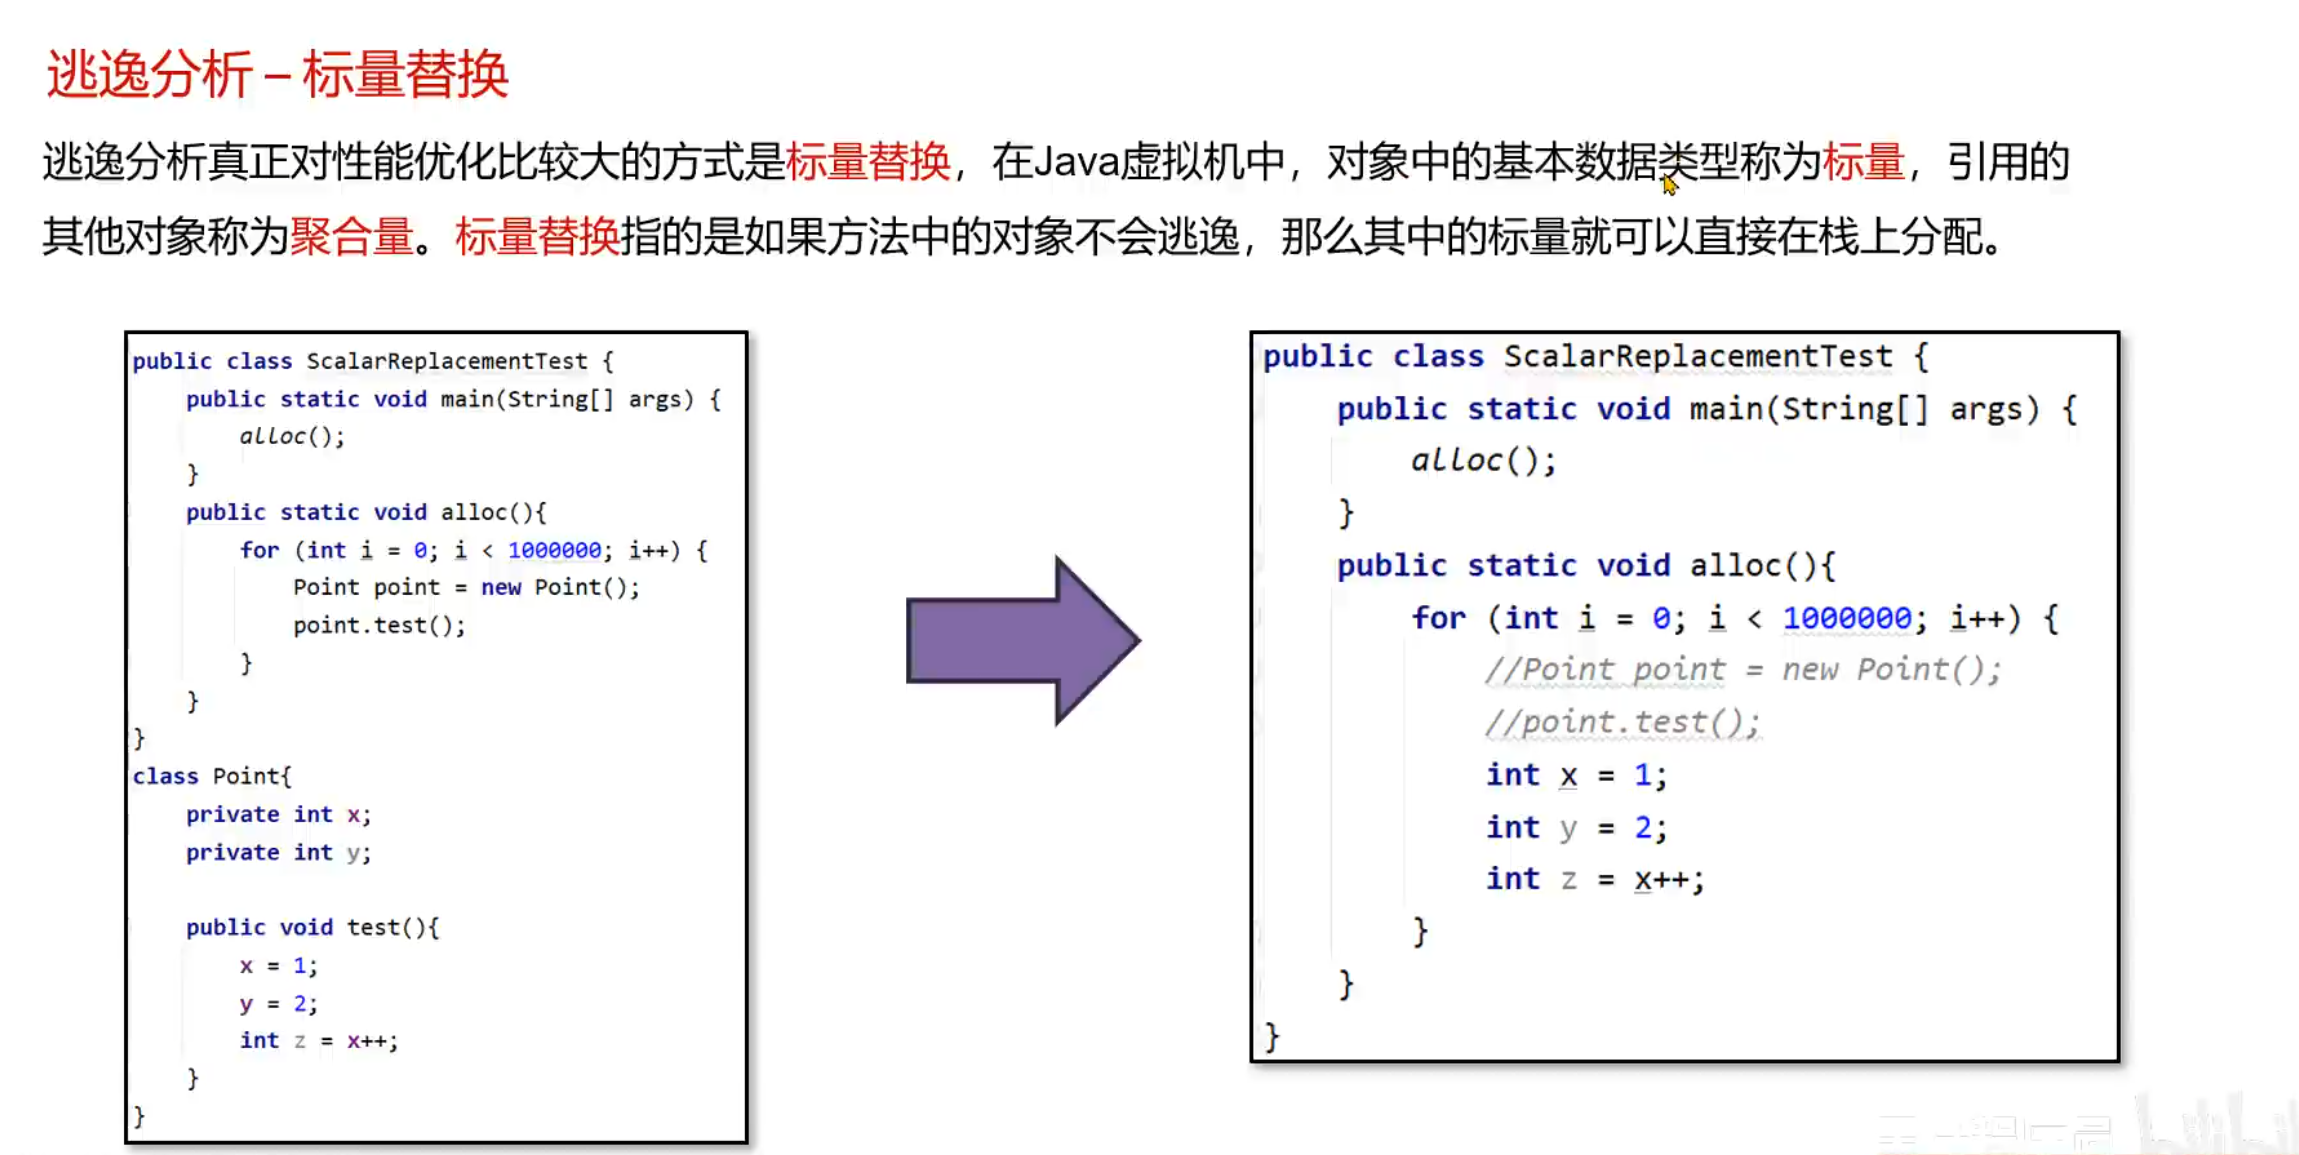 逃逸分析 – 标量替换
逃逸分析真正对性能优化比较大的方式是标量替换，在Java虚拟机中，对象中的基本数据类型称为标量，引用的
其他对象称为聚合量。标量替换指的是如果方法中的对象不会逃逸，那么其中的标量就可以直接在栈上分配。
public class ScalarReplacementTest {
public static void main(String[] args) {
alloc();
}
public static void alloc(){
for (int i = 0; i < 1000000; i++) {
Point point = new Point();
point.test();
}
}
}
class Point{
private int x;
private int y;
public void test(){
x = 1;
y = 2;
int z = x++;
}
}
public class ScalarReplacementTest {
public static void main(String[] args) {
alloc();
}
public static void alloc(){
for (int i = 0; i < 1000000; i++) {
//Point point = new Point();
//point.test();
int x = 1;
int y = 2;
int z = x++;
}
}
}